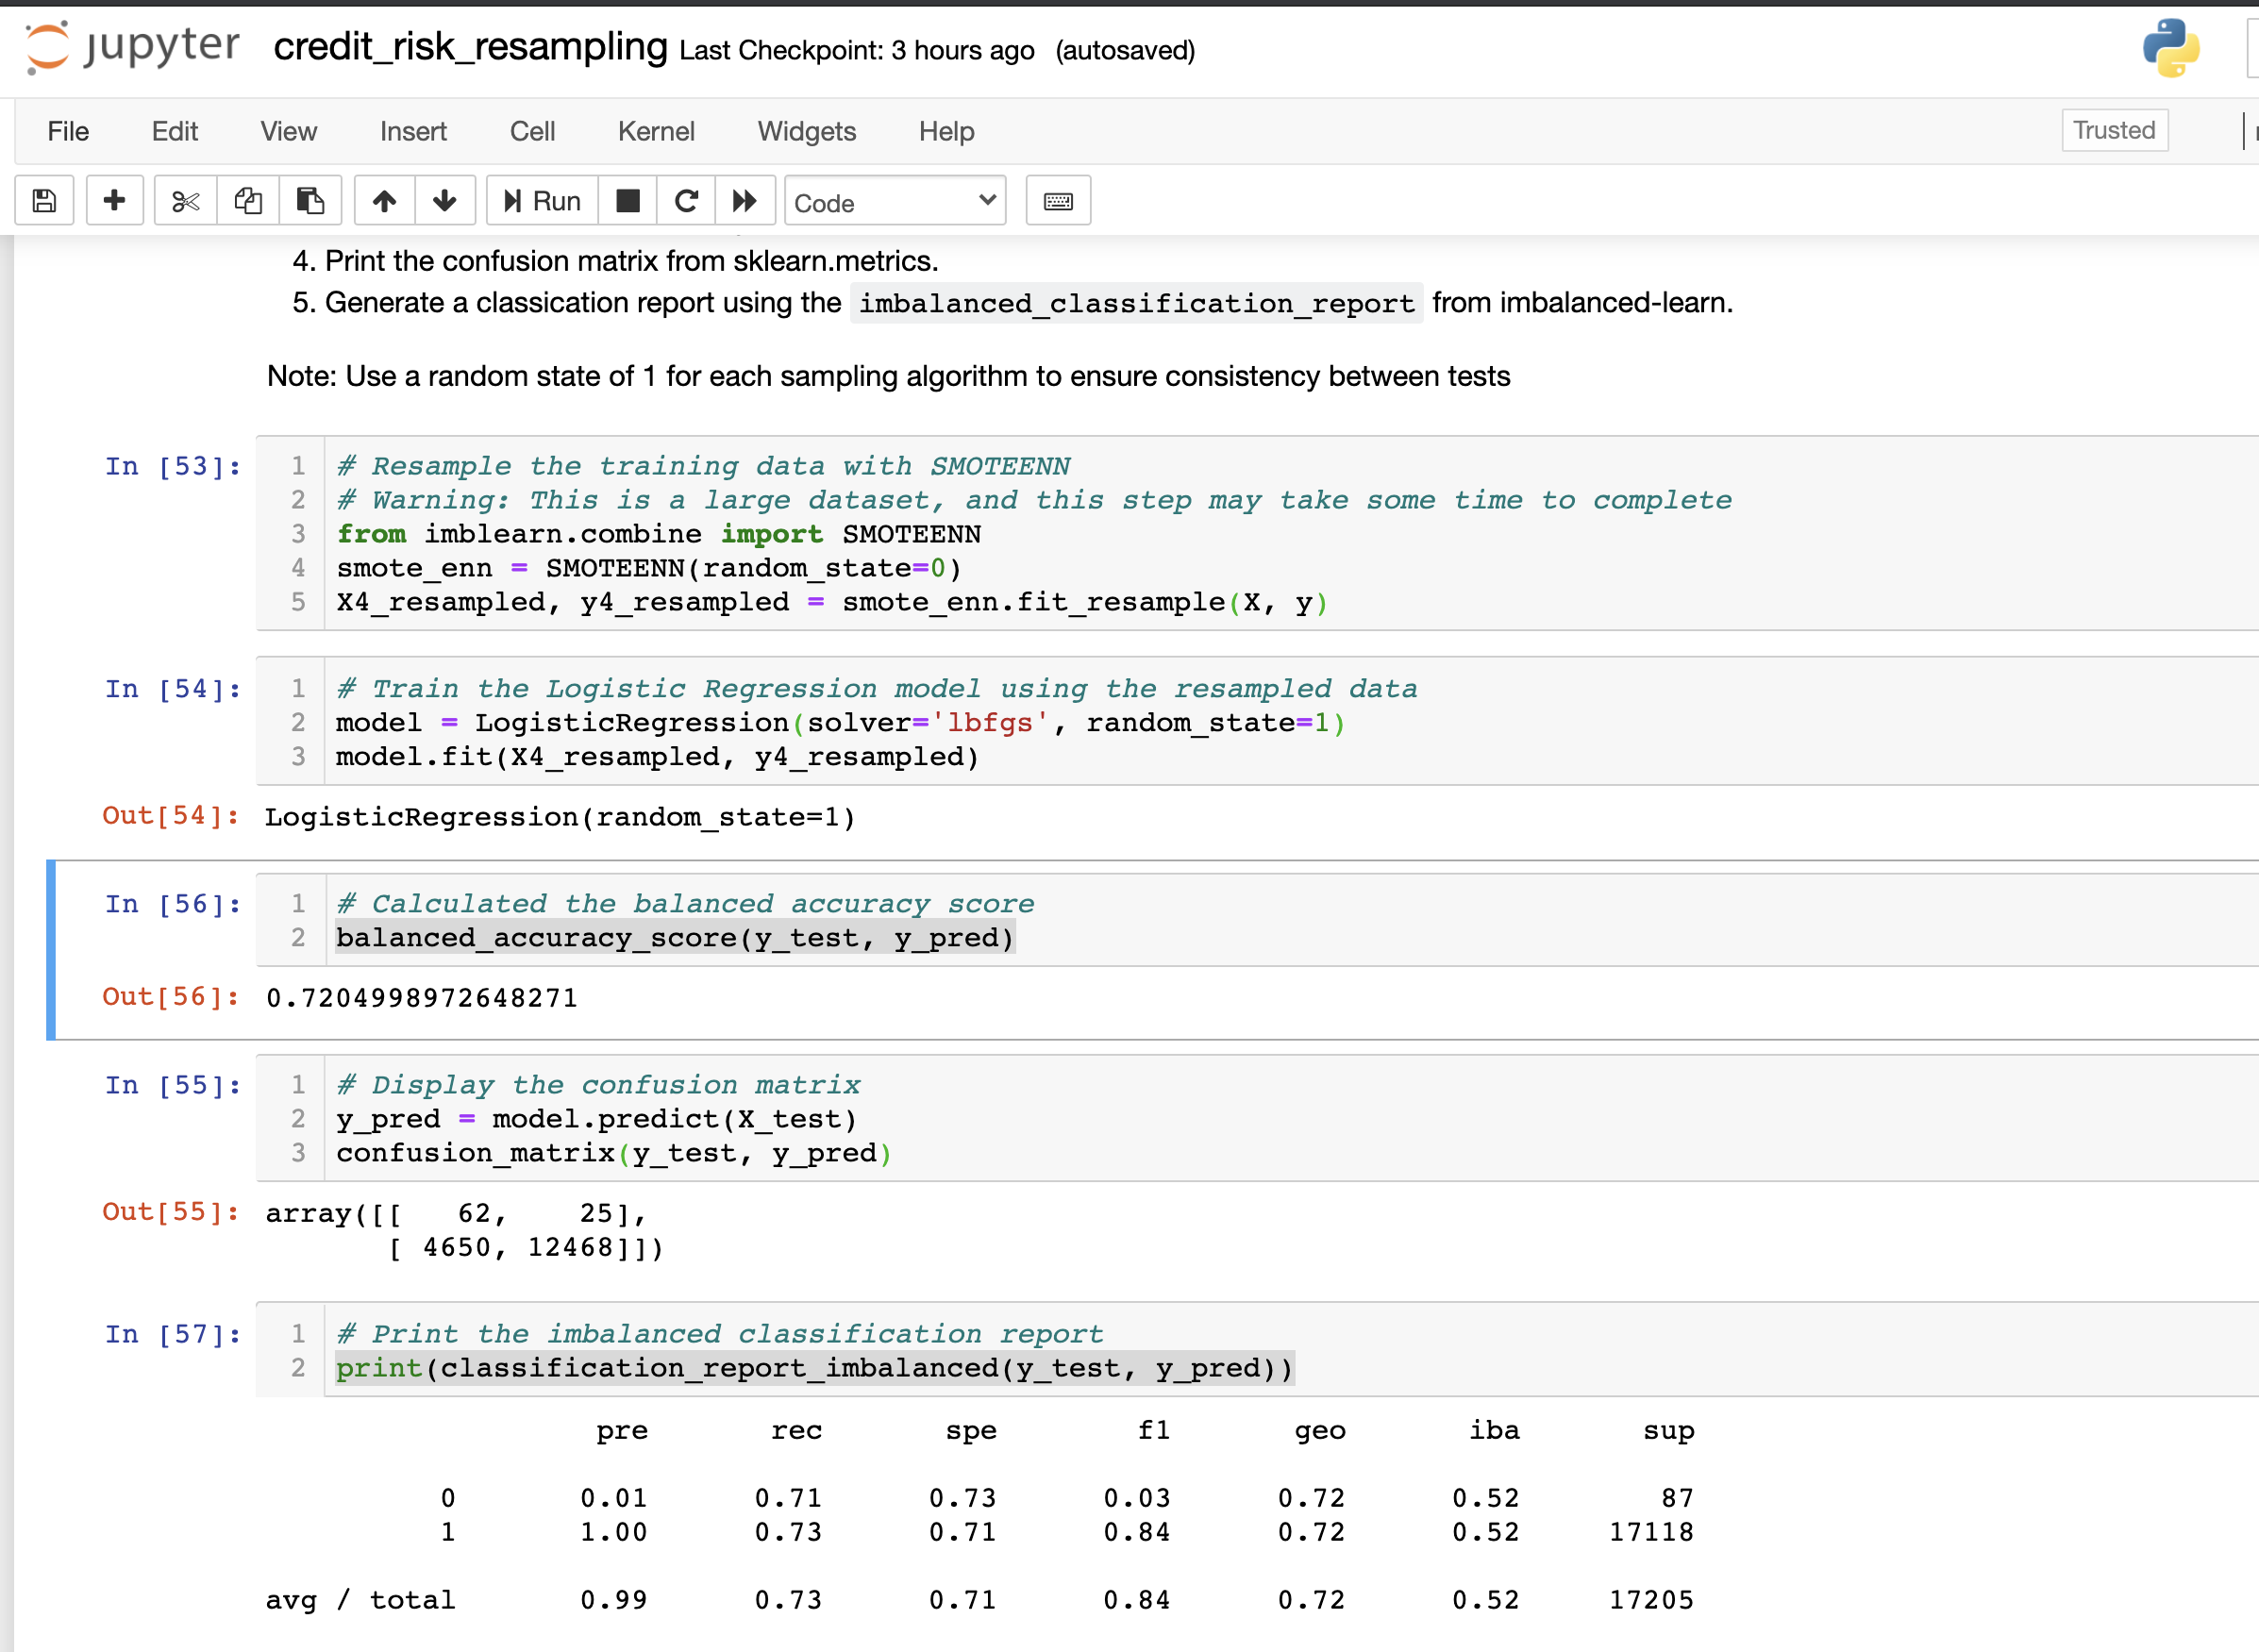 jupyter credit_risk_resampling Last Checkpoint: 3 hours ago (autosaved)
File Edit View Insert Cell Kernel Widgets Help Trusted
Run Code
4. Print the confusion matrix from sklearn.metrics.
5. Generate a classication report using the imbalanced_classification_report from imbalanced-learn.
Note: Use a random state of 1 for each sampling algorithm to ensure consistency between tests
In [53]:
1 # Resample the training data with SMOTEENN
2 # Warning: This is a large dataset, and this step may take some time to complete
3 from imblearn.combine import SMOTEENN
4 smote_enn = SMOTEENN(random_state=0)
5 X4_resampled, y4_resampled = smote_enn.fit_resample(X, y)
In [54]:
1 # Train the Logistic Regression model using the resampled data
2 model = LogisticRegression(solver='lbfgs', random_state=1)
3 model.fit(X4_resampled, y4_resampled)
Out[54]: LogisticRegression(random_state=1)
In [56]:
1 # Calculated the balanced accuracy score
2 balanced_accuracy_score(y_test, y_pred)
Out[56]: 0.7204998972648271
In [55]:
1 # Display the confusion matrix
2 y_pred = model.predict(X_test)
3 confusion_matrix(y_test, y_pred)
Out[55]: array([[   62,    25],
       [ 4650, 12468]])
In [57]:
1 # Print the imbalanced classification report
2 print(classification_report_imbalanced(y_test, y_pred))
pre rec spe f1 geo iba sup
0 0.01 0.71 0.73 0.03 0.72 0.52 87
1 1.00 0.73 0.71 0.84 0.72 0.52 17118
avg / total 0.99 0.73 0.71 0.84 0.72 0.52 17205